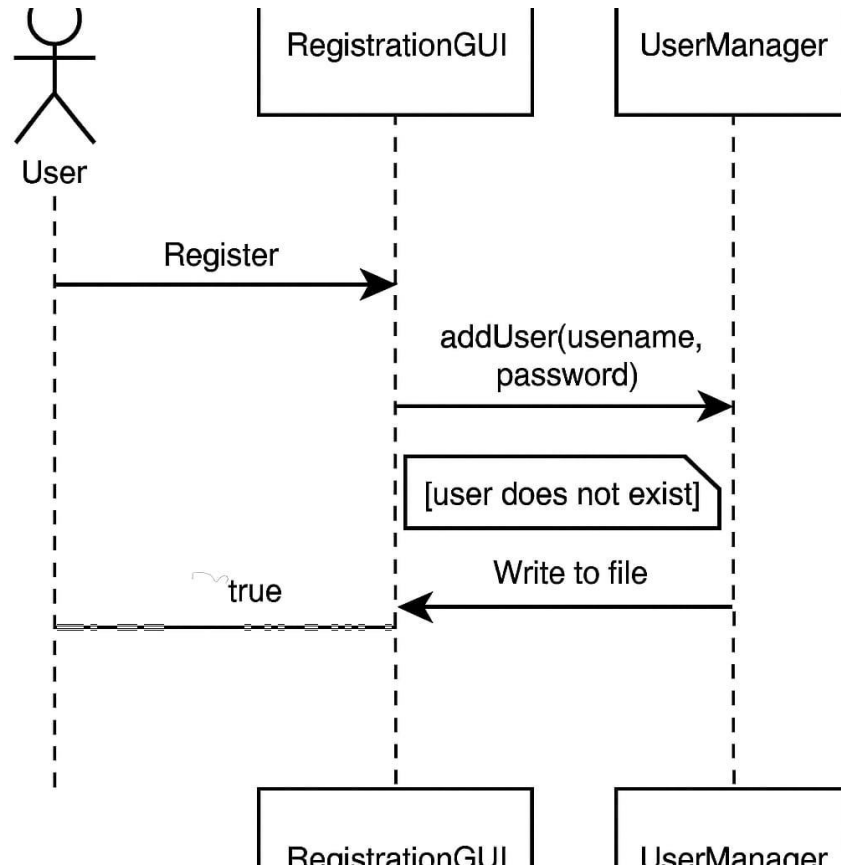 RegistrationGUI
UserManager
User
Register
addUser(usename,
password)
[user does not exist]
Write to file
true
RegistrationGUI
UserManager